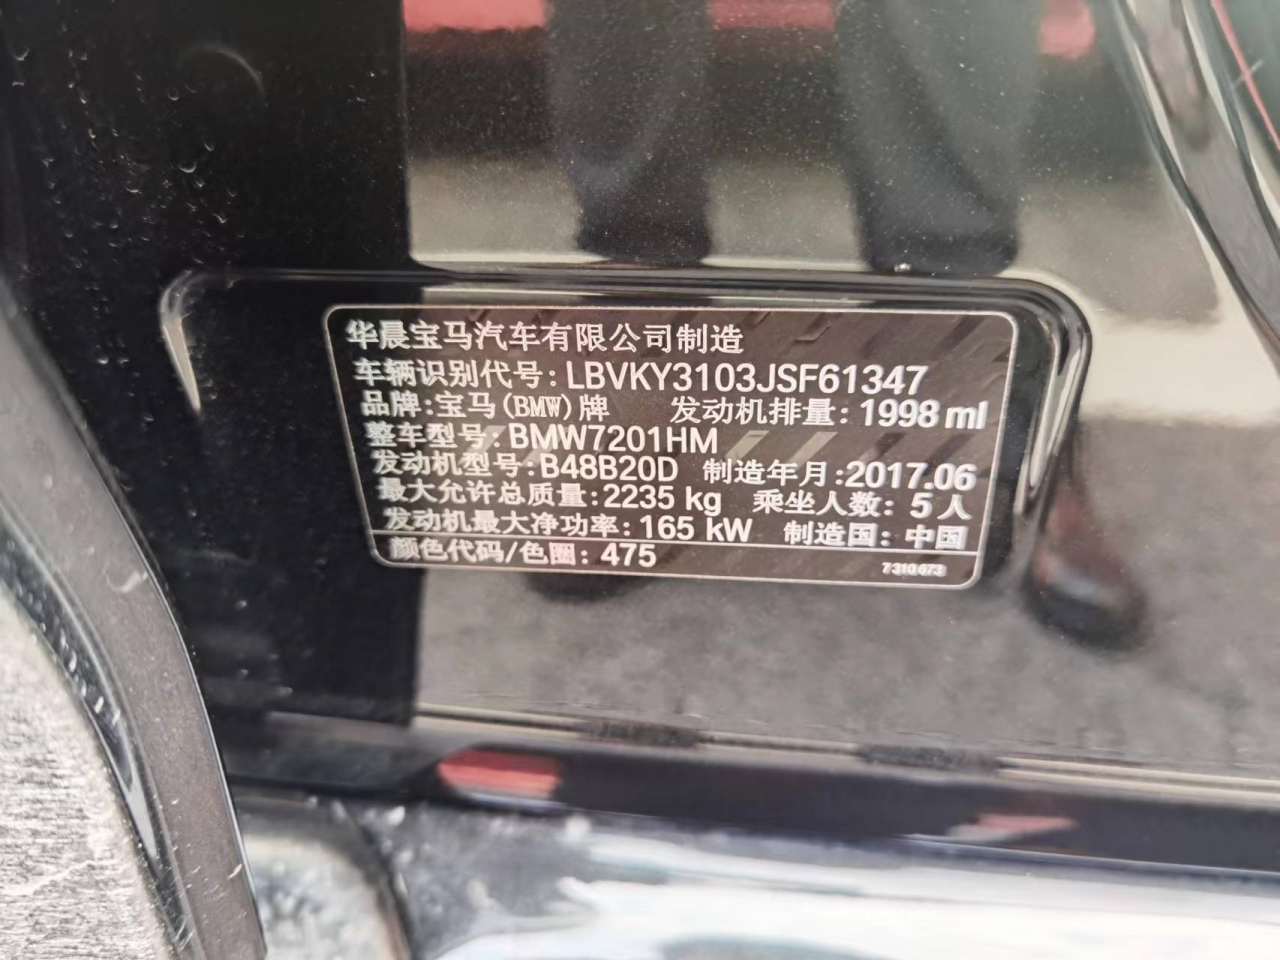 华晨宝马汽车有限公司制造
车辆识别代号: LBVKY3103JSF61347
品牌: 宝马(BMW)牌 发动机排量: 1998 ml
整车型号: BMW7201HM
发动机型号: B48B20D 制造年月: 2017.06
最大允许总质量: 2235 kg 乘坐人数: 5 人
发动机最大净功率: 165 kW 制造国: 中国
颜色代码/色圈: 475 7310673